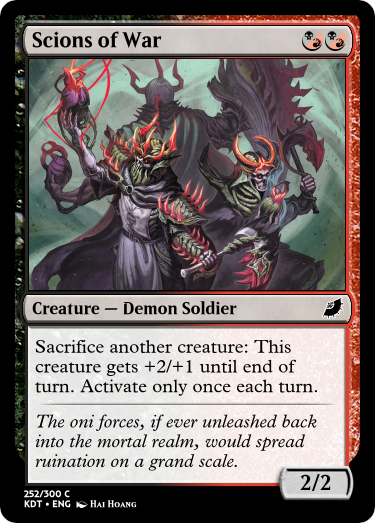 Scions of War
Creature — Demon Soldier
Sacrifice another creature: This
creature gets +2/+1 until end of
turn. Activate only once each turn.
The oni forces, if ever unleashed back
into the mortal realm, would spread
ruination on a grand scale.
2/2
252/300 C
KDT • ENG Hai Hoang